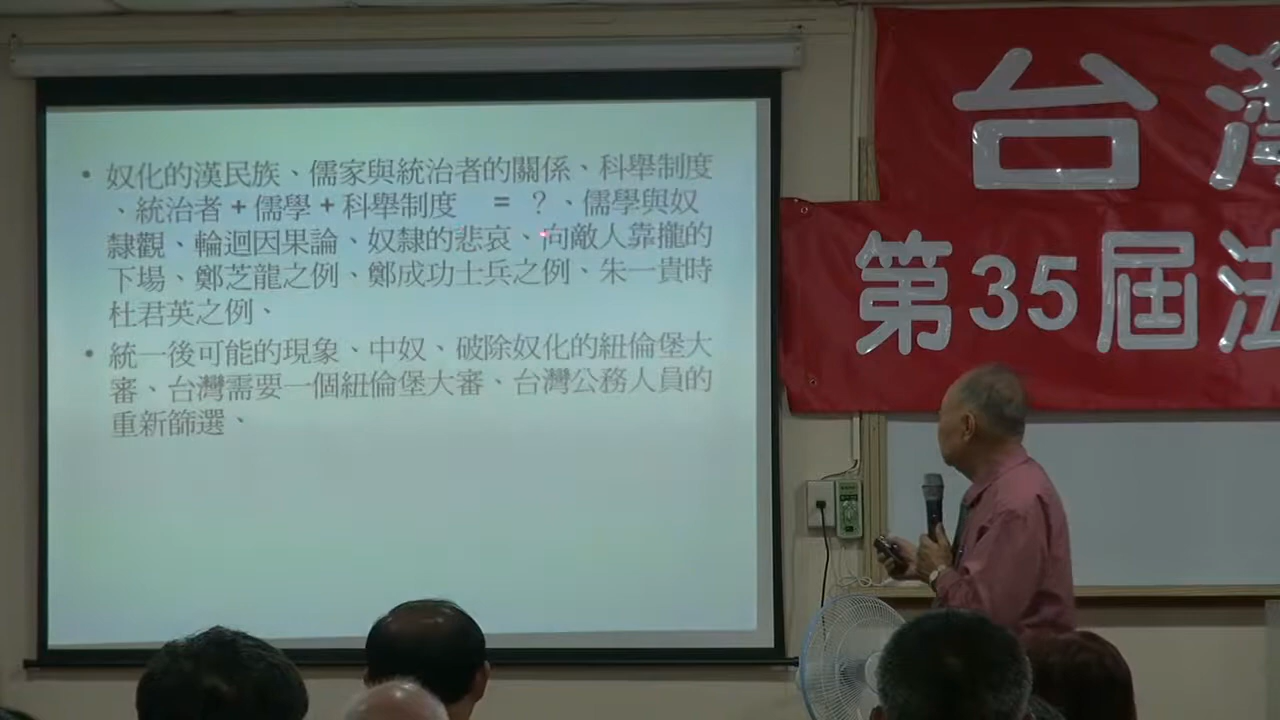 • 奴化的漢民族、儒家與統治者的關係、科舉制度
、統治者+儒學+科舉制度 = ？、儒學與奴
隸觀、輪迴因果論、奴隸的悲哀、向敵人靠攏的
下場、鄭芝龍之例、鄭成功士兵之例、朱一貴時
杜君英之例、
• 統一後可能的現象、中奴、破除奴化的紐倫堡大
審、台灣需要一個紐倫堡大審、台灣公務人員的
重新篩選、
台灣
第35屆法